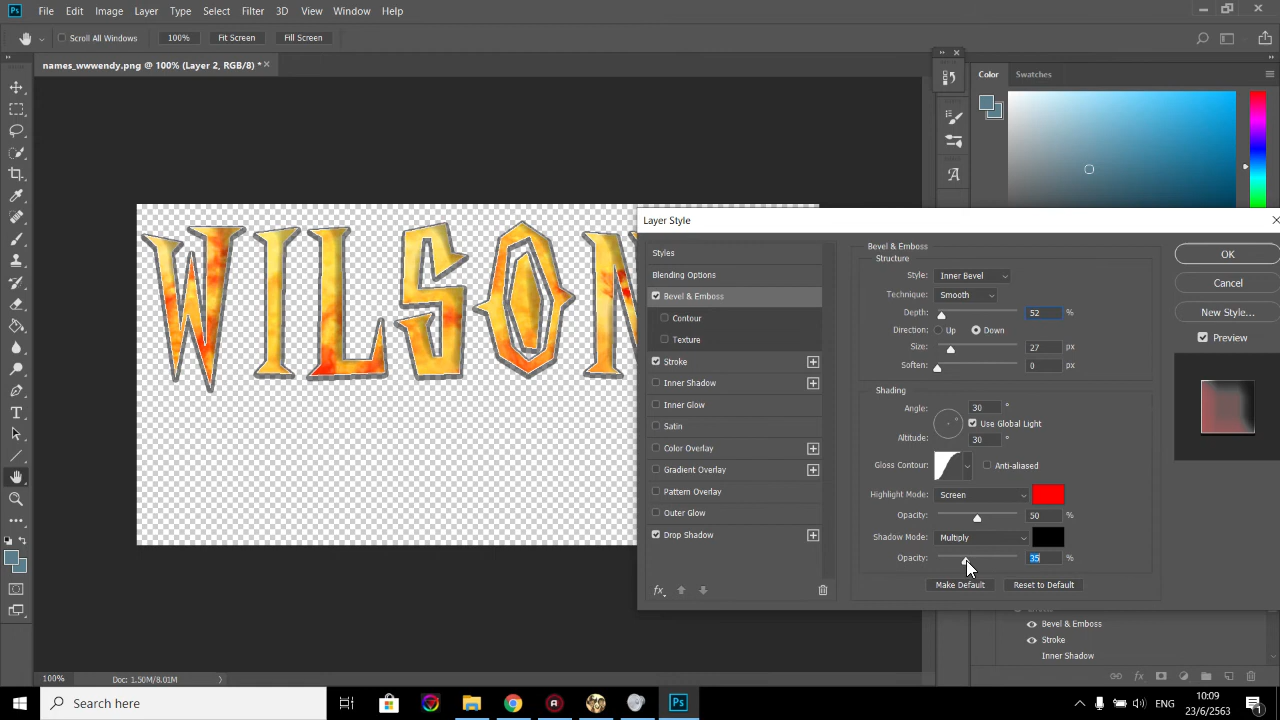 Ps File Edit Image Layer Type Select Filter 3D View Window Help
Scroll All Windows 100% Fit Screen Fill Screen
names_wwwendy.png @ 100% (Layer 2, RGB/8) *
Color Swatches
WILSON
Layer Style
Styles
Blending Options
Bevel & Emboss
Contour
Texture
Stroke
Inner Shadow
Inner Glow
Satin
Color Overlay
Gradient Overlay
Pattern Overlay
Outer Glow
Drop Shadow
fx
Bevel & Emboss
Structure
Style: Inner Bevel
Technique: Smooth
Depth: 52 %
Direction: Up Down
Size: 27 px
Soften: 0 px
Shading
Angle: 30 °
Use Global Light
Altitude: 30 °
Gloss Contour: Anti-aliased
Highlight Mode: Screen
Opacity: 50 %
Shadow Mode: Multiply
Opacity: 35 %
Make Default Reset to Default
OK
Cancel
New Style...
Preview
Bevel & Emboss
Stroke
Inner Shadow
100% Doc: 1.50M/8.01M
Search here
Ps
ENG
10:09
23/6/2563